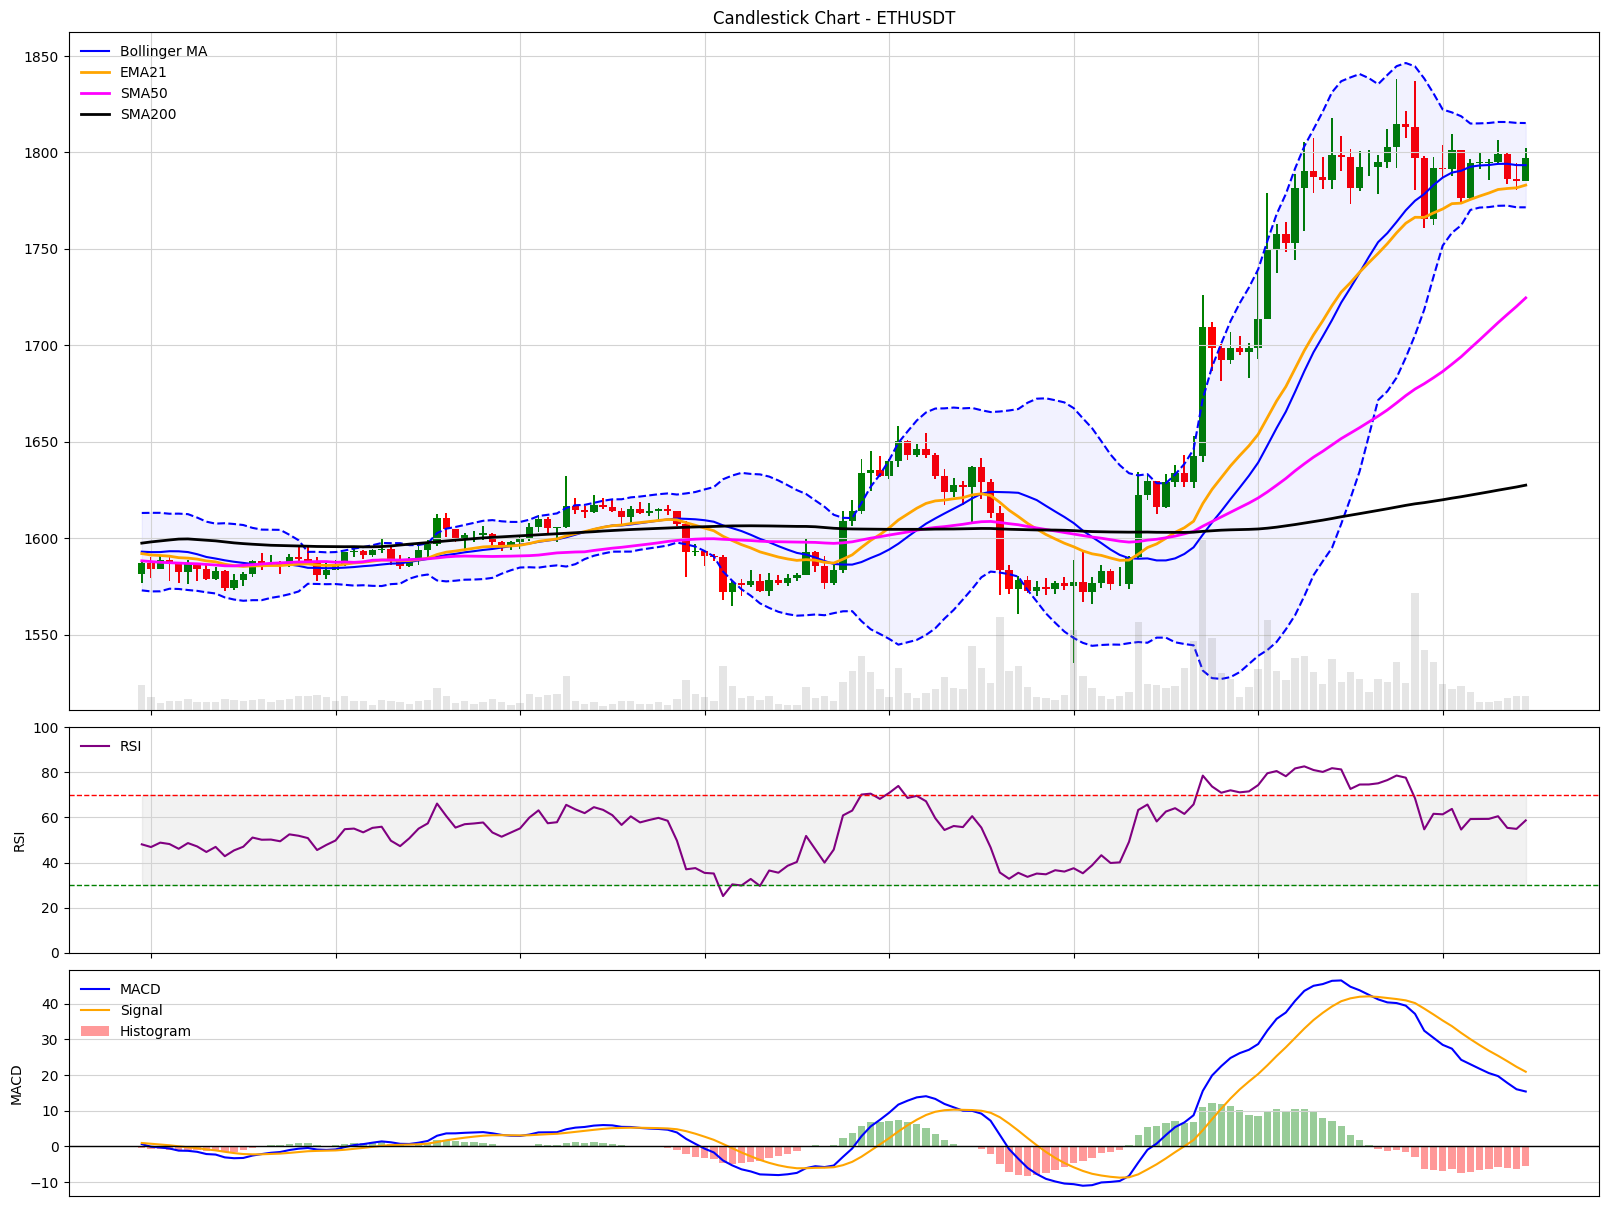 Candlestick Chart - ETHUSDT
1850
1800
1750
1700
1650
1600
1550
Bollinger MA
EMA21
SMA50
SMA200
100
80
60
40
20
0
RSI
RSI
40
30
20
10
0
−10
MACD
MACD
Signal
Histogram